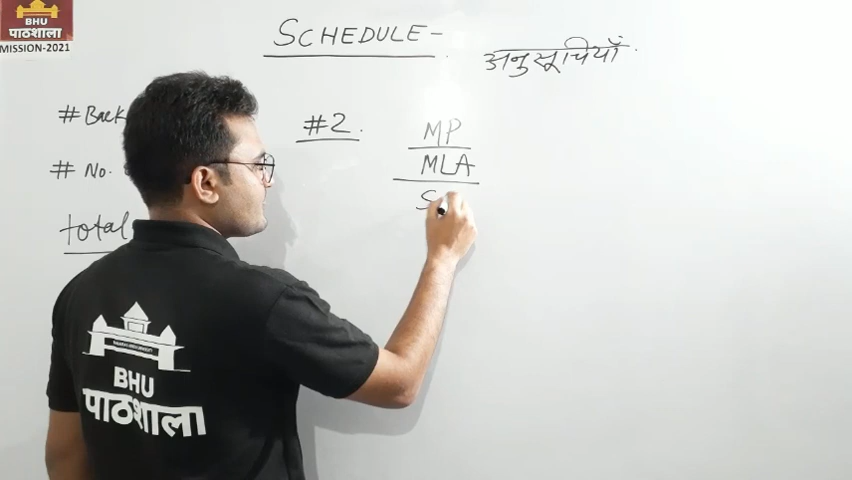 BHU
पाठशाला
MISSION-2021
SCHEDULE-
अनुसूचियाँ.
# Back
#2.
MP
# No.
MLA
S
total
BHU
पाठशाला